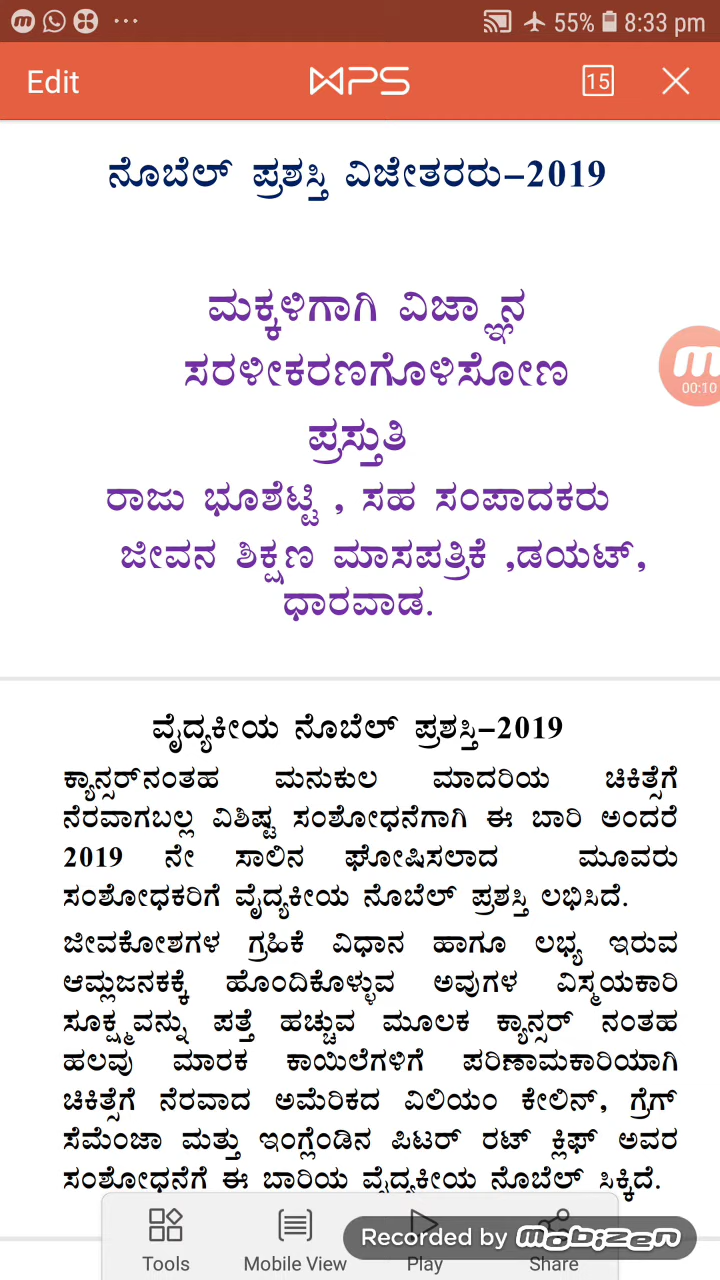 55% 8:33 pm
Edit WPS 15
ನೊಬೆಲ್ ಪ್ರಶಸ್ತಿ ವಿಜೇತರರು-2019
ಮಕ್ಕಳಿಗಾಗಿ ವಿಜ್ಞಾನ
ಸರಳೀಕರಣಗೊಳಿಸೋಣ
00:10
ಪ್ರಸ್ತುತಿ
ರಾಜು ಭೂಶೆಟ್ಟಿ , ಸಹ ಸಂಪಾದಕರು
ಜೀವನ ಶಿಕ್ಷಣ ಮಾಸಪತ್ರಿಕೆ ,ಡಯಟ್,
ಧಾರವಾಡ.
ವೈದ್ಯಕೀಯ ನೊಬೆಲ್ ಪ್ರಶಸ್ತಿ-2019
ಕ್ಯಾನ್ಸರ್‌ನಂತಹ ಮನುಕುಲ ಮಾದರಿಯ ಚಿಕಿತ್ಸೆಗೆ
ನೆರವಾಗಬಲ್ಲ ವಿಶಿಷ್ಟ ಸಂಶೋಧನೆಗಾಗಿ ಈ ಬಾರಿ ಅಂದರೆ
2019 ನೇ ಸಾಲಿನ ಘೋಷಿಸಲಾದ ಮೂವರು
ಸಂಶೋಧಕರಿಗೆ ವೈದ್ಯಕೀಯ ನೊಬೆಲ್ ಪ್ರಶಸ್ತಿ ಲಭಿಸಿದೆ.
ಜೀವಕೋಶಗಳ ಗ್ರಹಿಕೆ ವಿಧಾನ ಹಾಗೂ ಲಭ್ಯ ಇರುವ
ಆಮ್ಲಜನಕಕ್ಕೆ ಹೊಂದಿಕೊಳ್ಳುವ ಅವುಗಳ ವಿಸ್ಮಯಕಾರಿ
ಸೂಕ್ಷ್ಮವನ್ನು ಪತ್ತೆ ಹಚ್ಚುವ ಮೂಲಕ ಕ್ಯಾನ್ಸರ್ ನಂತಹ
ಹಲವು ಮಾರಕ ಕಾಯಿಲೆಗಳಿಗೆ ಪರಿಣಾಮಕಾರಿಯಾಗಿ
ಚಿಕಿತ್ಸೆಗೆ ನೆರವಾದ ಅಮೆರಿಕದ ವಿಲಿಯಂ ಕೇಲಿನ್, ಗ್ರೆಗ್
ಸೆಮೆಂಜಾ ಮತ್ತು ಇಂಗ್ಲೆಂಡಿನ ಪಿಟರ್ ರಟ್ ಕ್ಲಿಫ್ ಅವರ
ಸಂಶೋಧನೆಗೆ ಈ ಬಾರಿಯ ವೈದ್ಯಕೀಯ ನೊಬೆಲ್ ಸಿಕ್ಕಿದೆ.
Recorded by mobizen
Tools Mobile View Play Share